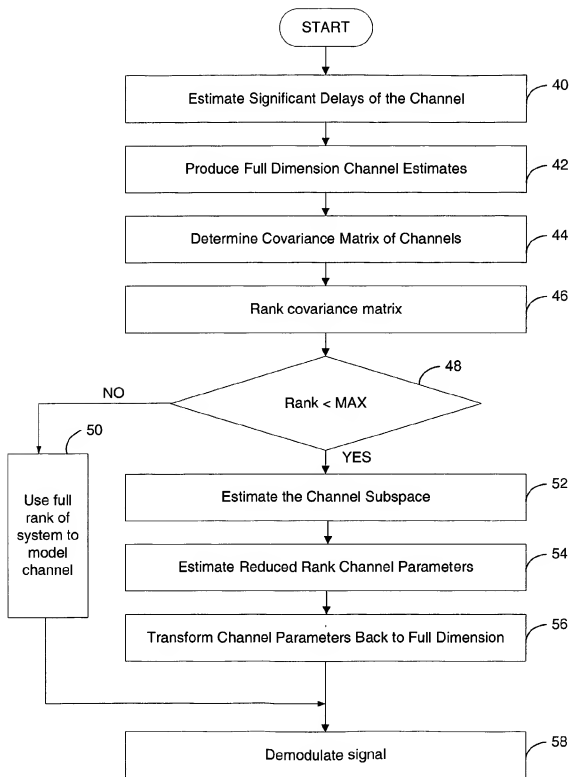 START
Estimate Significant Delays of the Channel
40
Produce Full Dimension Channel Estimates
42
Determine Covariance Matrix of Channels
44
Rank covariance matrix
46
Rank < MAX
48
NO
YES
50
Use full
rank of
system to
model
channel
Estimate the Channel Subspace
52
Estimate Reduced Rank Channel Parameters
54
Transform Channel Parameters Back to Full Dimension
56
Demodulate signal
58